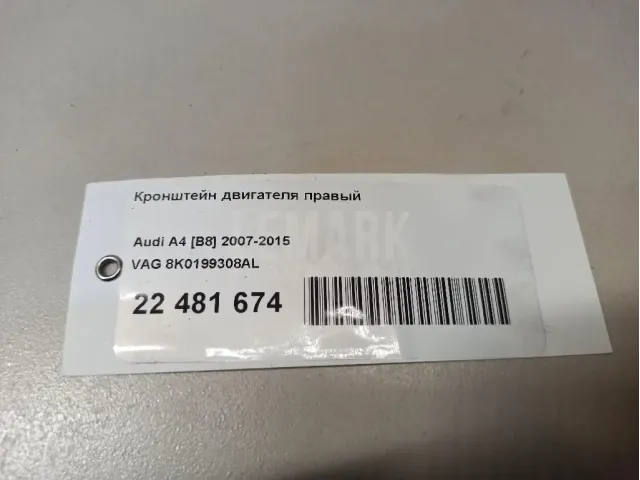 Кронштейн двигателя правый
Audi A4 [B8] 2007-2015
VAG 8K0199308AL
22 481 674